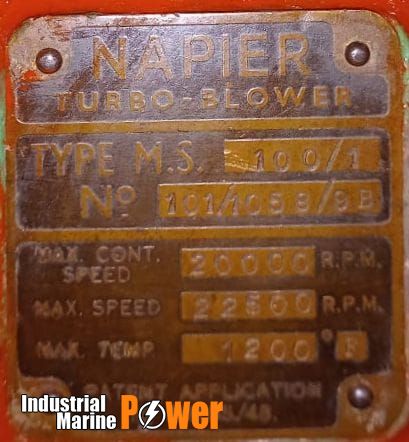 NAPIER
TURBO-BLOWER
TYPE M.S. 100/1
Nº 101/1058/9B
MAX. CONT. SPEED 20000 R.P.M.
MAX. SPEED 22500 R.P.M.
MAX. TEMP 1200° F
PATENT APPLICATION
/48.
Industrial Marine Power